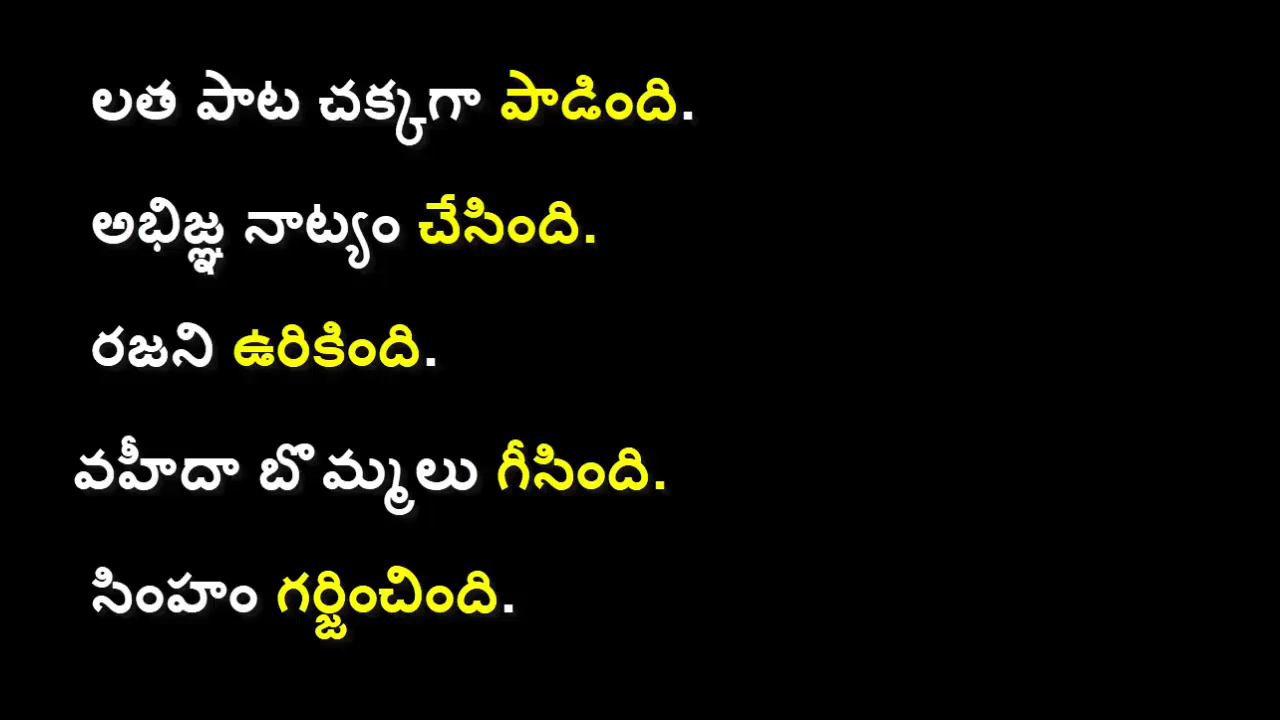 లత పాట చక్కగా పాడింది.
అభిజ్ఞ నాట్యం చేసింది.
రజని ఉరికింది.
వహీదా బొమ్మలు గీసింది.
సింహం గర్జించింది.